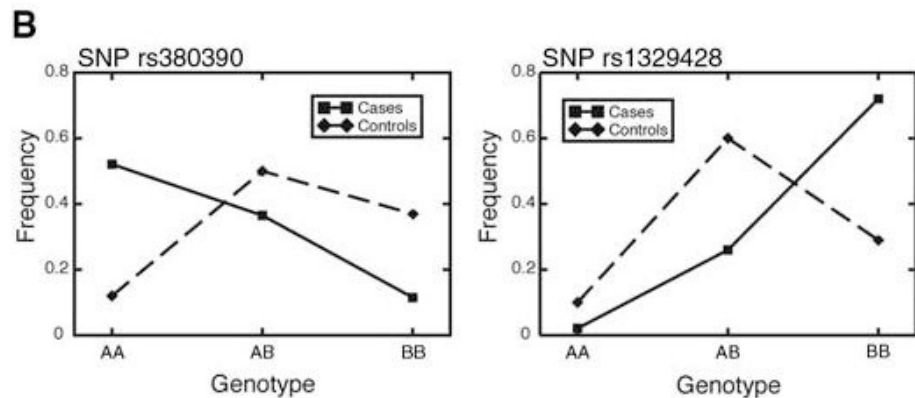 B
SNP rs380390
0.8
0.6
0.4
0.2
0
Frequency
Cases
Controls
AA AB BB
Genotype
SNP rs1329428
0.8
0.6
0.4
0.2
0
Frequency
Cases
Controls
AA AB BB
Genotype